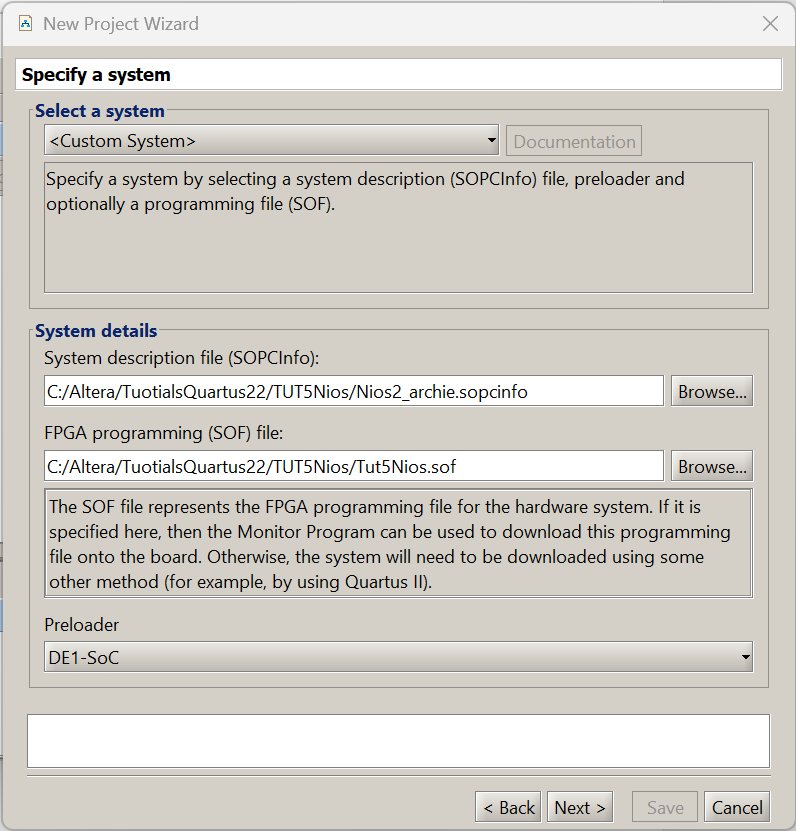 New Project Wizard
Specify a system
Select a system
<Custom System>
Documentation
Specify a system by selecting a system description (SOPCInfo) file, preloader and
optionally a programming file (SOF).
System details
System description file (SOPCInfo):
C:/Altera/TuotialsQuartus22/TUT5Nios/Nios2_archie.sopcinfo
Browse...
FPGA programming (SOF) file:
C:/Altera/TuotialsQuartus22/TUT5Nios/Tut5Nios.sof
Browse...
The SOF file represents the FPGA programming file for the hardware system. If it is
specified here, then the Monitor Program can be used to download this programming
file onto the board. Otherwise, the system will need to be downloaded using some
other method (for example, by using Quartus II).
Preloader
DE1-SoC
< Back
Next >
Save
Cancel